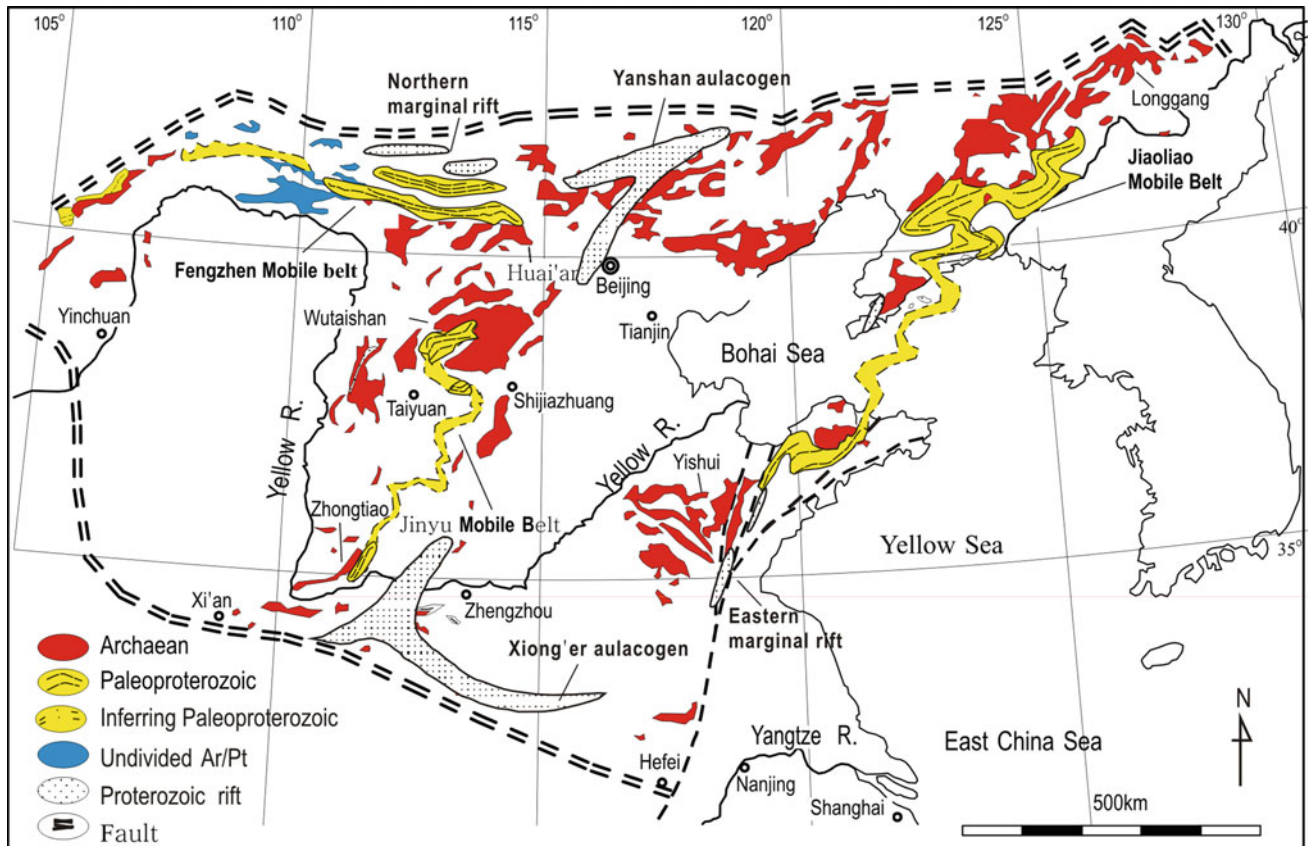 105°
110°
115°
120°
125°
130°
Northern
marginal rift
Yanshan aulacogen
Longgang
Jiaoliao
Mobile Belt
40°
Fengzhen Mobile belt
Huai'an
Beijing
Yinchuan
Wutaishan
Tianjin
Bohai Sea
Taiyuan
Shijiazhuang
Yellow R.
Yellow R.
Yishui
Zhongtiao
Jinyu Mobile Belt
Yellow Sea
35°
Xi'an
Zhengzhou
Eastern
marginal rift
Xiong'er aulacogen
Archaean
Paleoproterozoic
Inferring Paleoproterozoic
Undivided Ar/Pt
Proterozoic rift
Fault
N
Yangtze R.
East China Sea
Hefei
Nanjing
Shanghai
500km